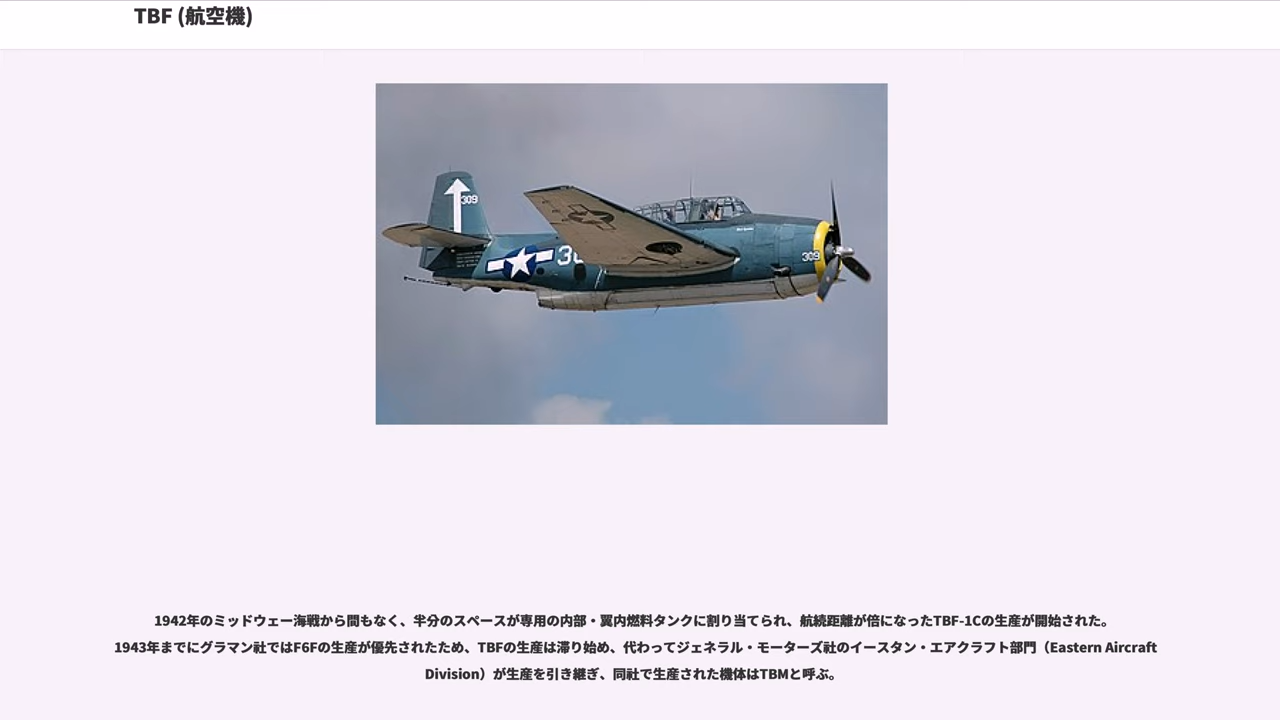 TBF (航空機)
309
3
309
1942年のミッドウェー海戦から間もなく、半分のスペースが専用の内部・翼内燃料タンクに割り当てられ、航続距離が倍になったTBF-1Cの生産が開始された。
1943年までにグラマン社ではF6Fの生産が優先されたため、TBFの生産は滞り始め、代わってジェネラル・モーターズ社のイースタン・エアクラフト部門（Eastern Aircraft
Division）が生産を引き継ぎ、同社で生産された機体はTBMと呼ぶ。